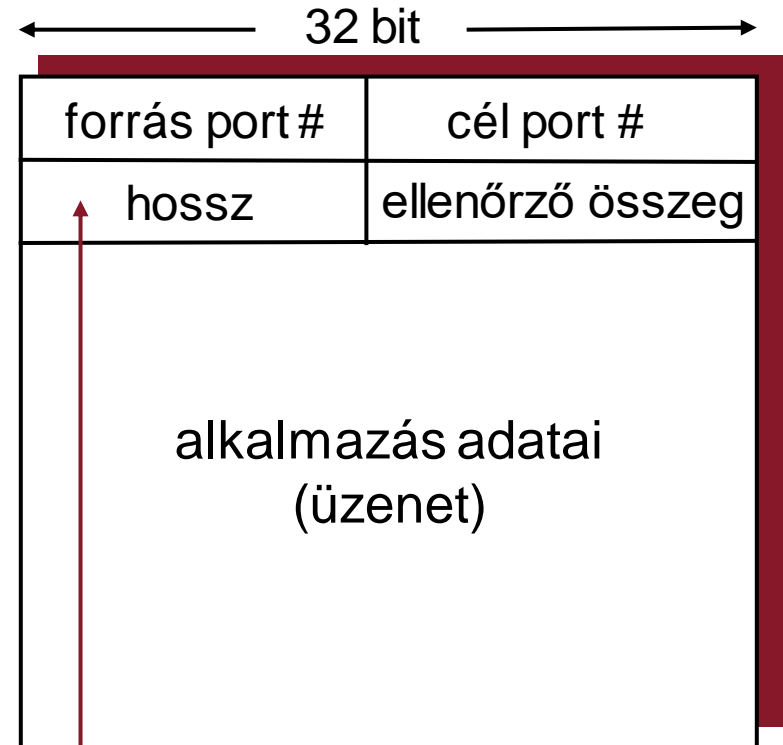 32 bit
forrás port # cél port #
hossz ellenőrző összeg
alkalmazás adatai
(üzenet)